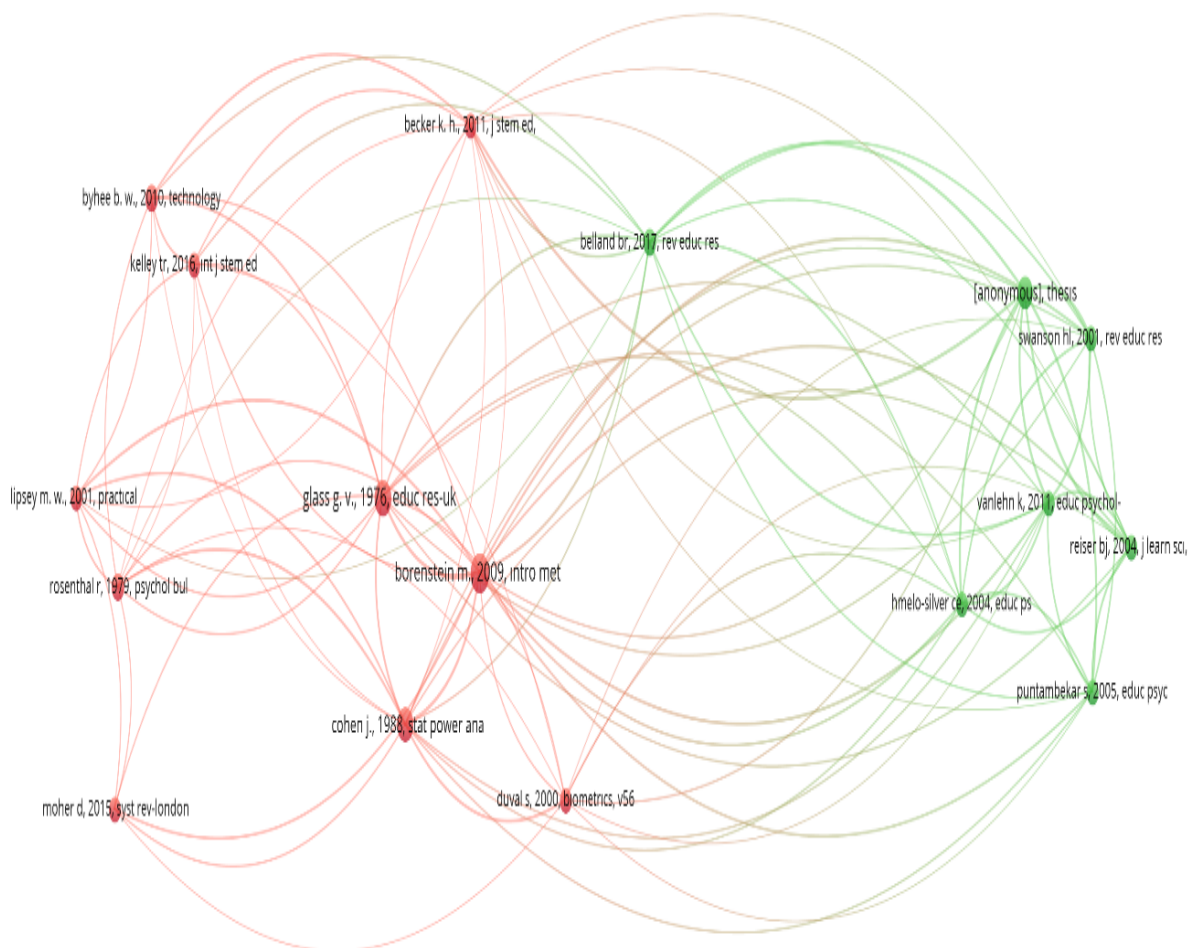 becker k. h., 2011, j stem ed,
byhee b. w., 2010, technology
belland br, 2017, rev educ res
kelley tr, 2016, int j stem ed
[anonymous], thesis
swanson hl, 2001, rev educ res
lipsey m. w., 2001, practical
glass g. v., 1976, educ res-uk
vanlehn k, 2011, educ psychol-
reiser bj, 2004, j learn sci,
borenstein m., 2009, intro met
rosenthal r, 1979, psychol bul
hmelo-silver ce, 2004, educ ps
puntambekar s, 2005, educ psyc
cohen j., 1988, stat power ana
duval s, 2000, biometrics, v56
moher d, 2015, syst rev-london